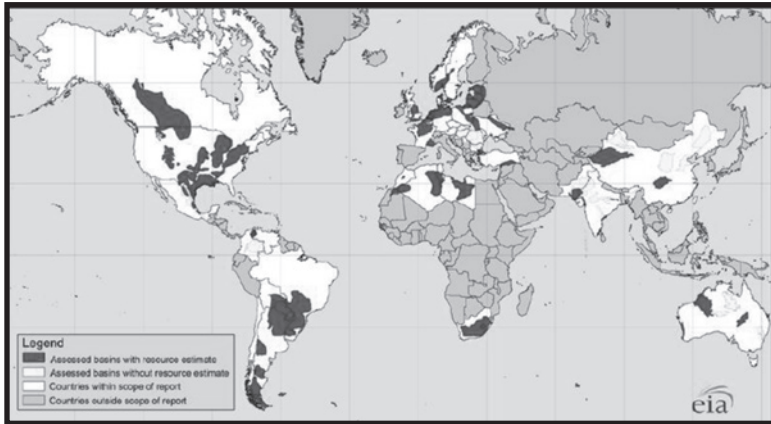 Legend
Assessed basins with resource estimate
Assessed basins without resource estimate
Countries within scope of report
Countries outside scope of report
eia